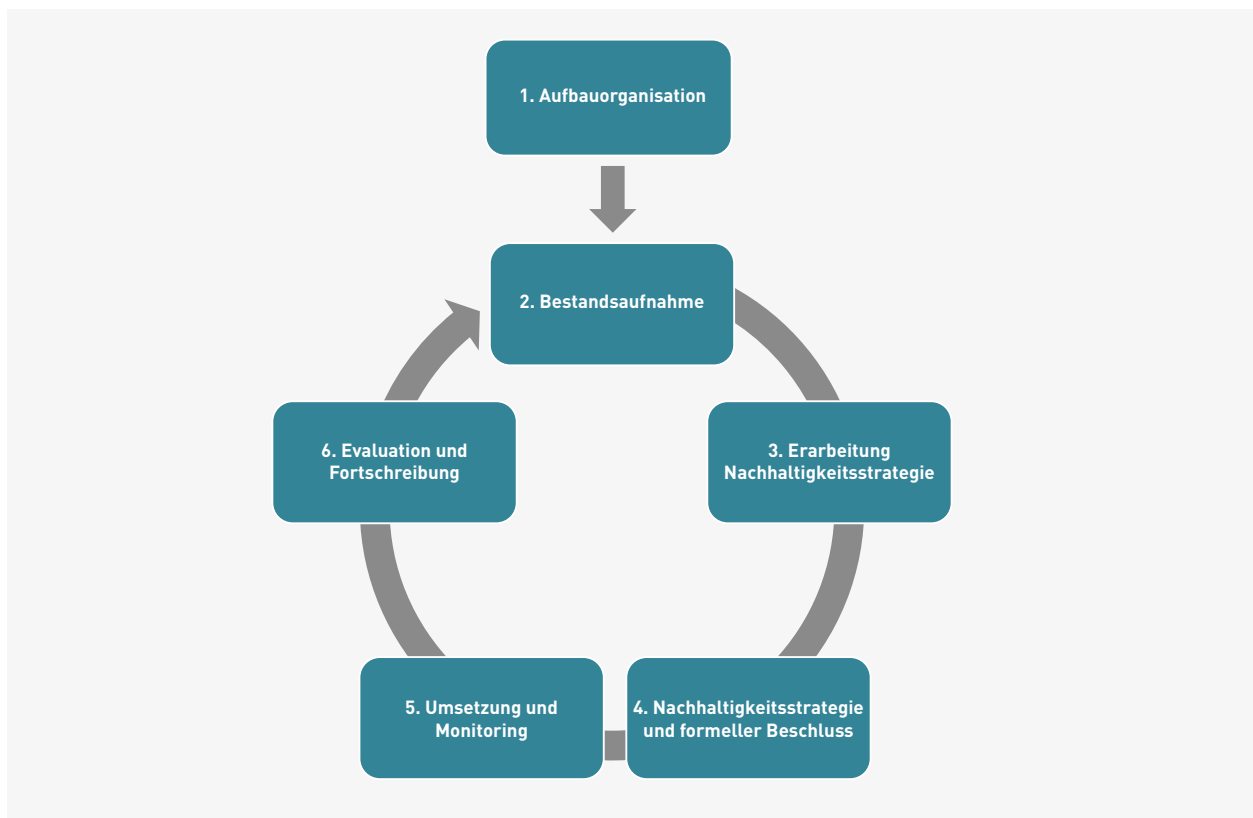 1. Aufbauorganisation
2. Bestandsaufnahme
3. Erarbeitung
Nachhaltigkeitsstrategie
4. Nachhaltigkeitsstrategie
und formeller Beschluss
5. Umsetzung und
Monitoring
6. Evaluation und
Fortschreibung